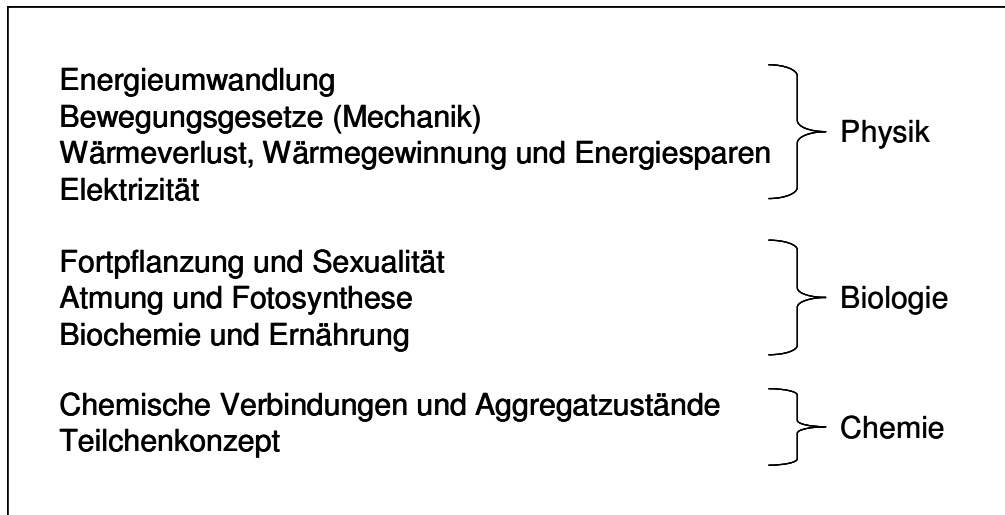 Energieumwandlung
Bewegungsgesetze (Mechanik)
Wärmeverlust, Wärmegewinnung und Energiesparen
Elektrizität
Physik
Fortpflanzung und Sexualität
Atmung und Fotosynthese
Biochemie und Ernährung
Biologie
Chemische Verbindungen und Aggregatzustände
Teilchenkonzept
Chemie